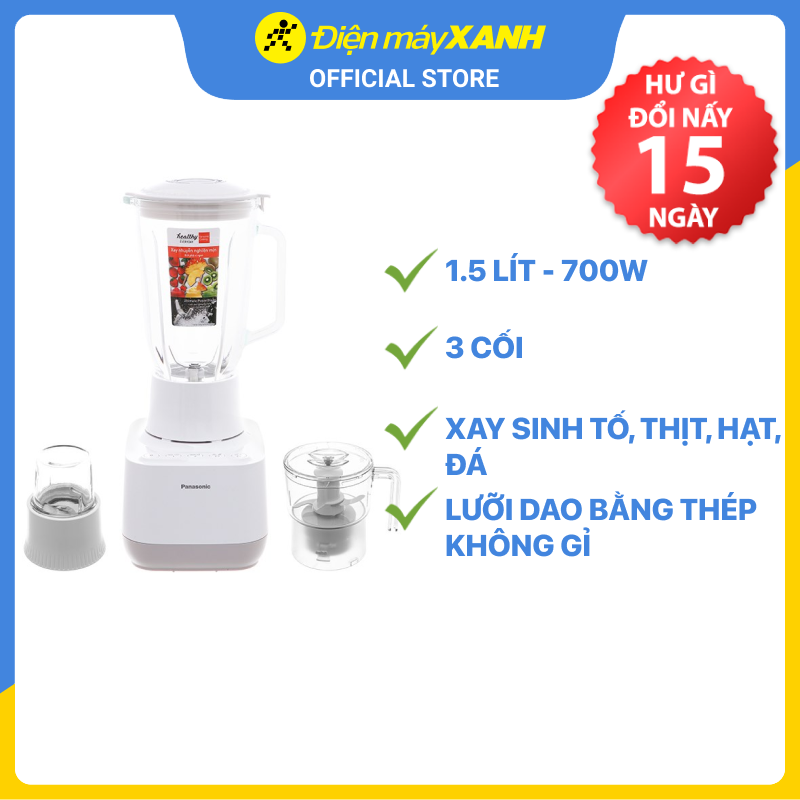 Điện máyXANH
OFFICIAL STORE
HƯ GÌ
ĐỔI NẤY
15
NGÀY
healthy
1.5 LÍT - 700W
3 CỐI
XAY SINH TỐ, THỊT, HẠT,
ĐÁ
LƯỠI DAO BẰNG THÉP
KHÔNG GỈ
Panasonic